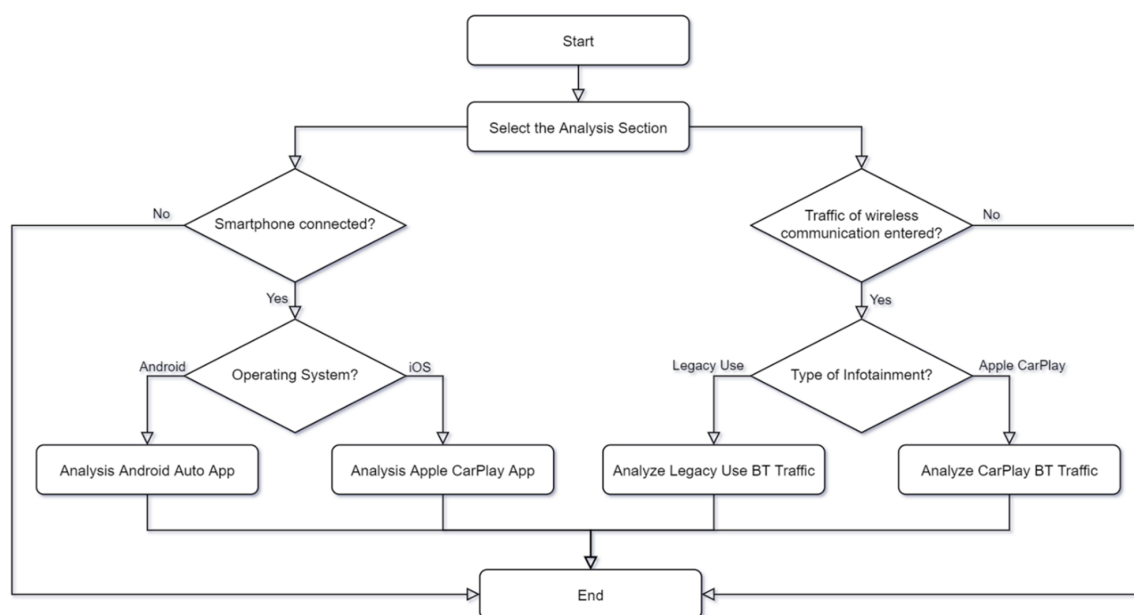 Start
Select the Analysis Section
No
Smartphone connected?
Traffic of wireless
communication entered?
No
Yes
Yes
Android
Operating System?
iOS
Legacy Use
Type of Infotainment?
Apple CarPlay
Analysis Android Auto App
Analysis Apple CarPlay App
Analyze Legacy Use BT Traffic
Analyze CarPlay BT Traffic
End